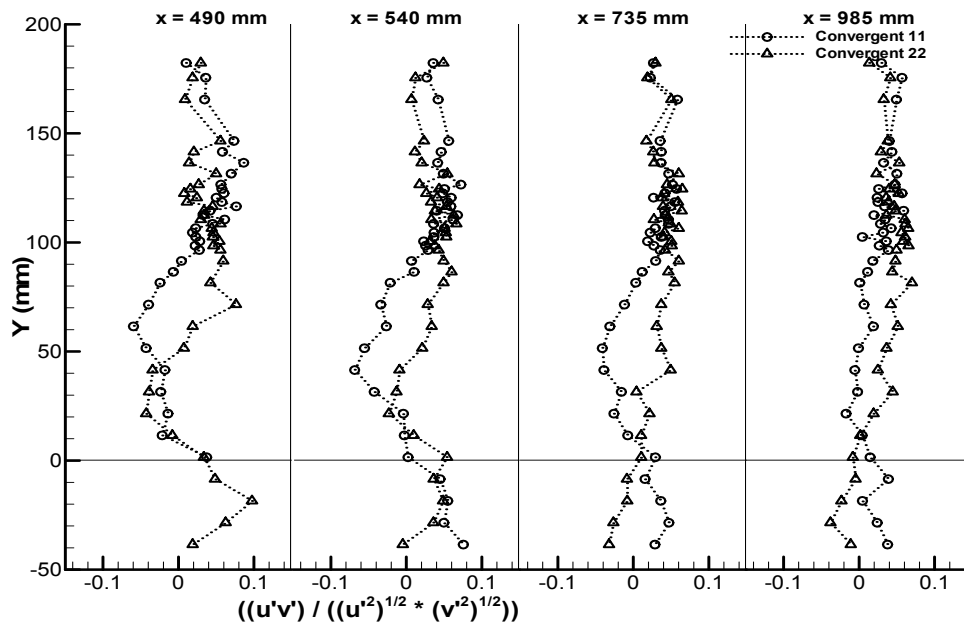 x = 490 mm x = 540 mm x = 735 mm x = 985 mm
Convergent 11
Convergent 22
200
150
100
50
0
-50
Y (mm)
-0.1 0 0.1 -0.1 0 0.1 -0.1 0 0.1 -0.1 0 0.1
((u'v') / ((u'²)¹/² * (v'²)¹/²))